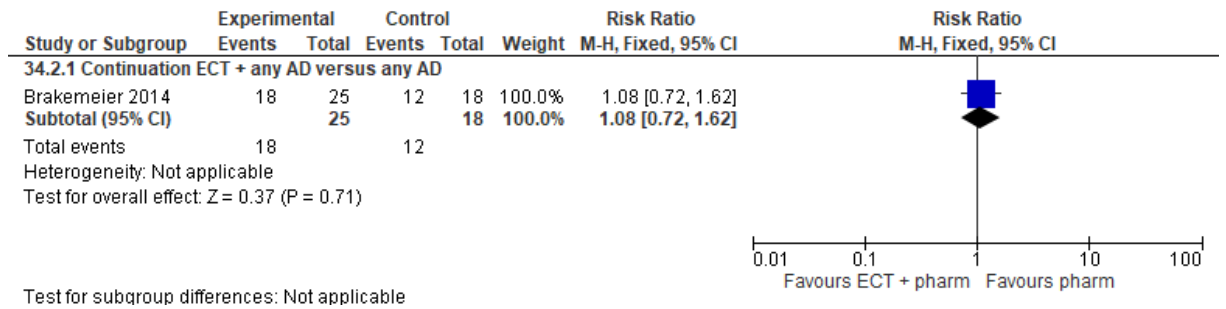 Experimental Control Risk Ratio Risk Ratio
Study or Subgroup Events Total Events Total Weight M-H, Fixed, 95% CI M-H, Fixed, 95% CI
34.2.1 Continuation ECT + any AD versus any AD
Brakemeier 2014 18 25 12 18 100.0% 1.08 [0.72, 1.62]
Subtotal (95% CI) 25 18 100.0% 1.08 [0.72, 1.62]
Total events 18 12
Heterogeneity: Not applicable
Test for overall effect: Z = 0.37 (P = 0.71)
0.01 0.1 1 10 100
Favours ECT + pharm Favours pharm
Test for subgroup differences: Not applicable